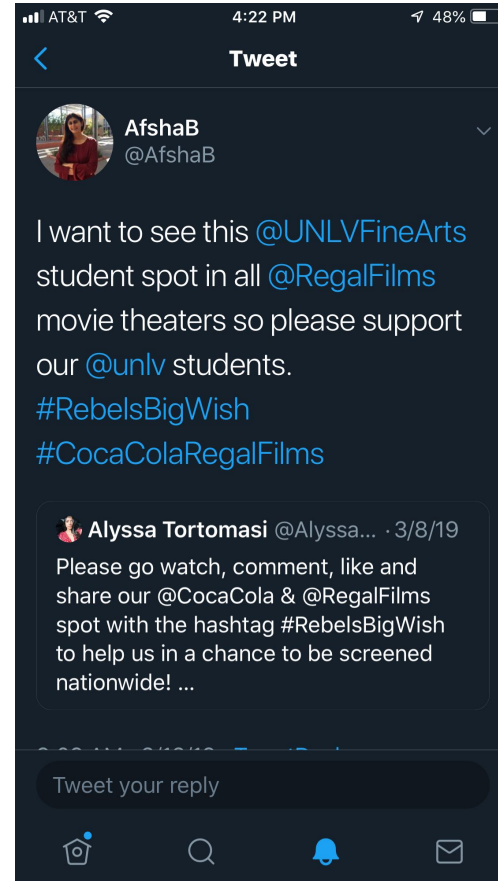 AT&T 4:22 PM 48%
Tweet
AfshaB
@AfshaB
I want to see this @UNLVFineArts
student spot in all @RegalFilms
movie theaters so please support
our @unlv students.
#RebelsBigWish
#CocaColaRegalFilms
Alyssa Tortomasi @Alyssa... · 3/8/19
Please go watch, comment, like and
share our @CocaCola & @RegalFilms
spot with the hashtag #RebelsBigWish
to help us in a chance to be screened
nationwide! ...
Tweet your reply